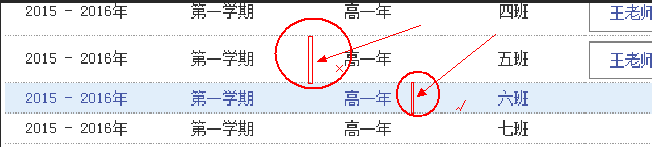 2015 - 2016年 第一学期 高一年 四班 王老师
2015 - 2016年 第一学期 高一年 五班 王老师
2015 - 2016年 第一学期 高一年 六班
2015 - 2016年 第一学期 高一年 七班